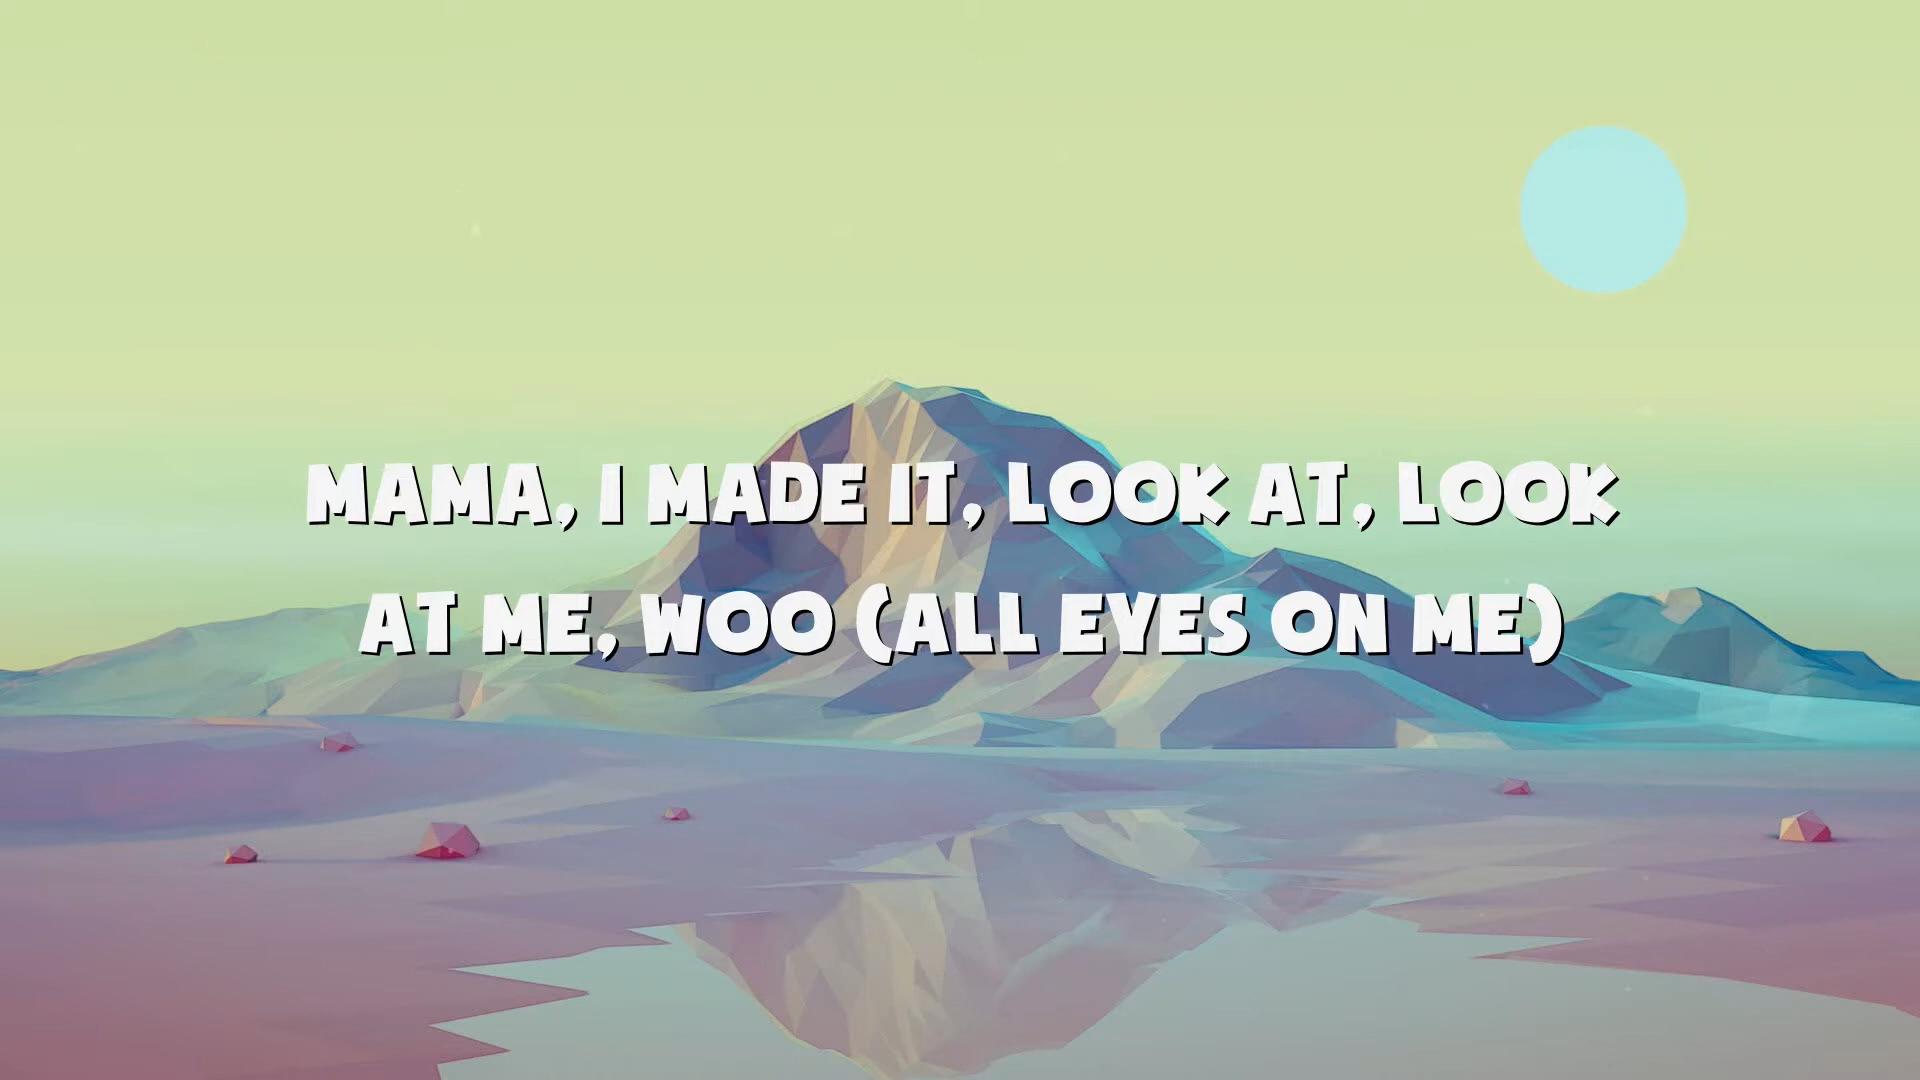 MAMA, I MADE IT, LOOK AT, LOOK
AT ME, WOO (ALL EYES ON ME)